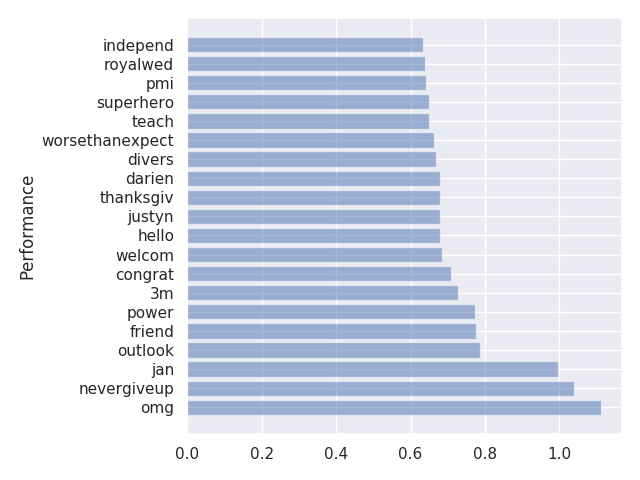 independ
royalwed
pmi
superhero
teach
worsethanexpect
divers
darien
thanksgiv
justyn
hello
welcom
congrat
3m
power
friend
outlook
jan
nevergiveup
omg
Performance
0.0 0.2 0.4 0.6 0.8 1.0